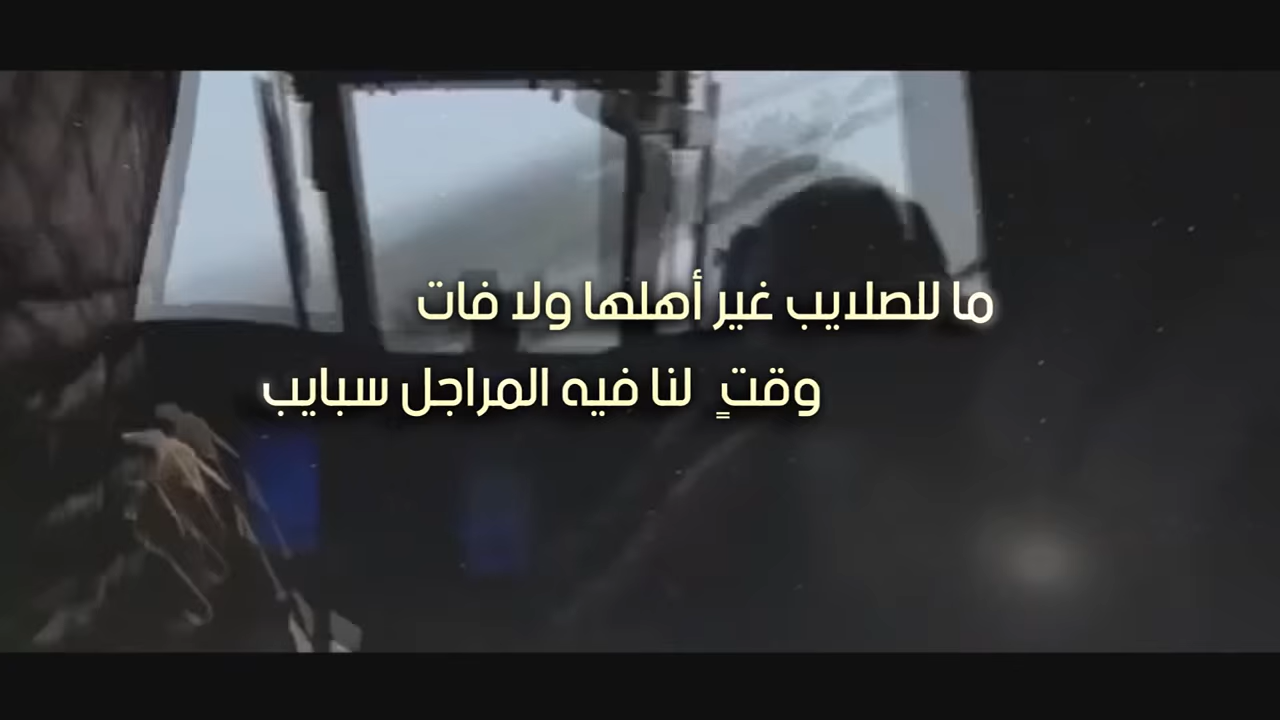 ما للصلايب غير أهلها ولا فات
وقتٍ لنا فيه المراجل سبايب